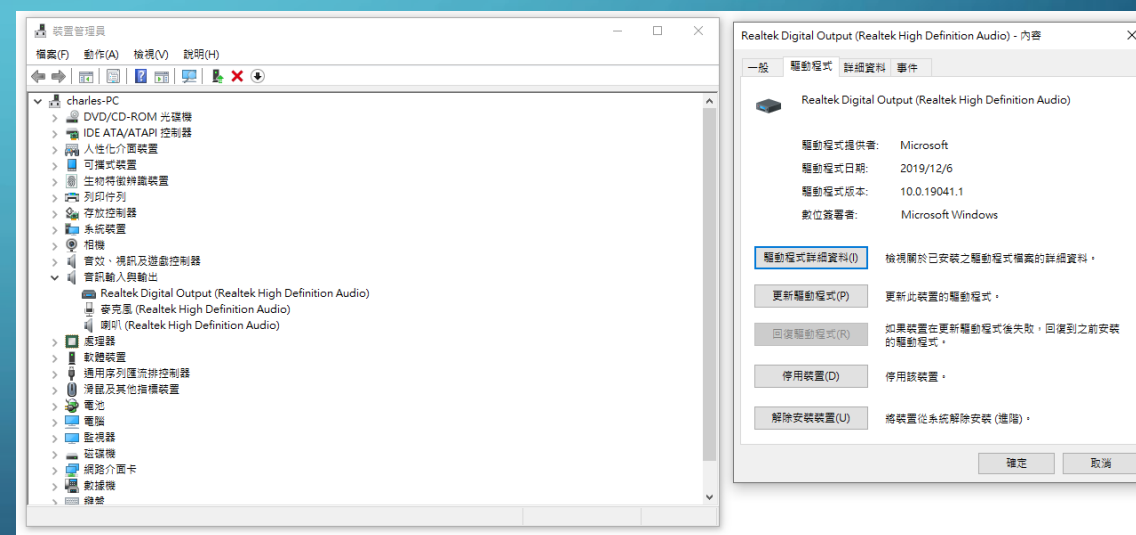 裝置管理員
檔案(F) 動作(A) 檢視(V) 說明(H)
charles-PC
DVD/CD-ROM 光碟機
IDE ATA/ATAPI 控制器
人性化介面裝置
可攜式裝置
生物特徵辨識裝置
列印佇列
存放控制器
系統裝置
相機
音效、視訊及遊戲控制器
音訊輸入與輸出
Realtek Digital Output (Realtek High Definition Audio)
麥克風 (Realtek High Definition Audio)
喇叭 (Realtek High Definition Audio)
處理器
軟體裝置
通用序列匯流排控制器
滑鼠及其他指標裝置
電池
電腦
監視器
磁碟機
網路介面卡
數據機
鍵盤
Realtek Digital Output (Realtek High Definition Audio) - 內容
一般 驅動程式 詳細資料 事件
Realtek Digital Output (Realtek High Definition Audio)
驅動程式提供者: Microsoft
驅動程式日期: 2019/12/6
驅動程式版本: 10.0.19041.1
數位簽署者: Microsoft Windows
驅動程式詳細資料(I) 檢視關於已安裝之驅動程式檔案的詳細資料。
更新驅動程式(P) 更新此裝置的驅動程式。
回復驅動程式(R) 如果裝置在更新驅動程式後失敗，回復到之前安裝
的驅動程式。
停用裝置(D) 停用該裝置。
解除安裝裝置(U) 將裝置從系統解除安裝 (進階)。
確定 取消